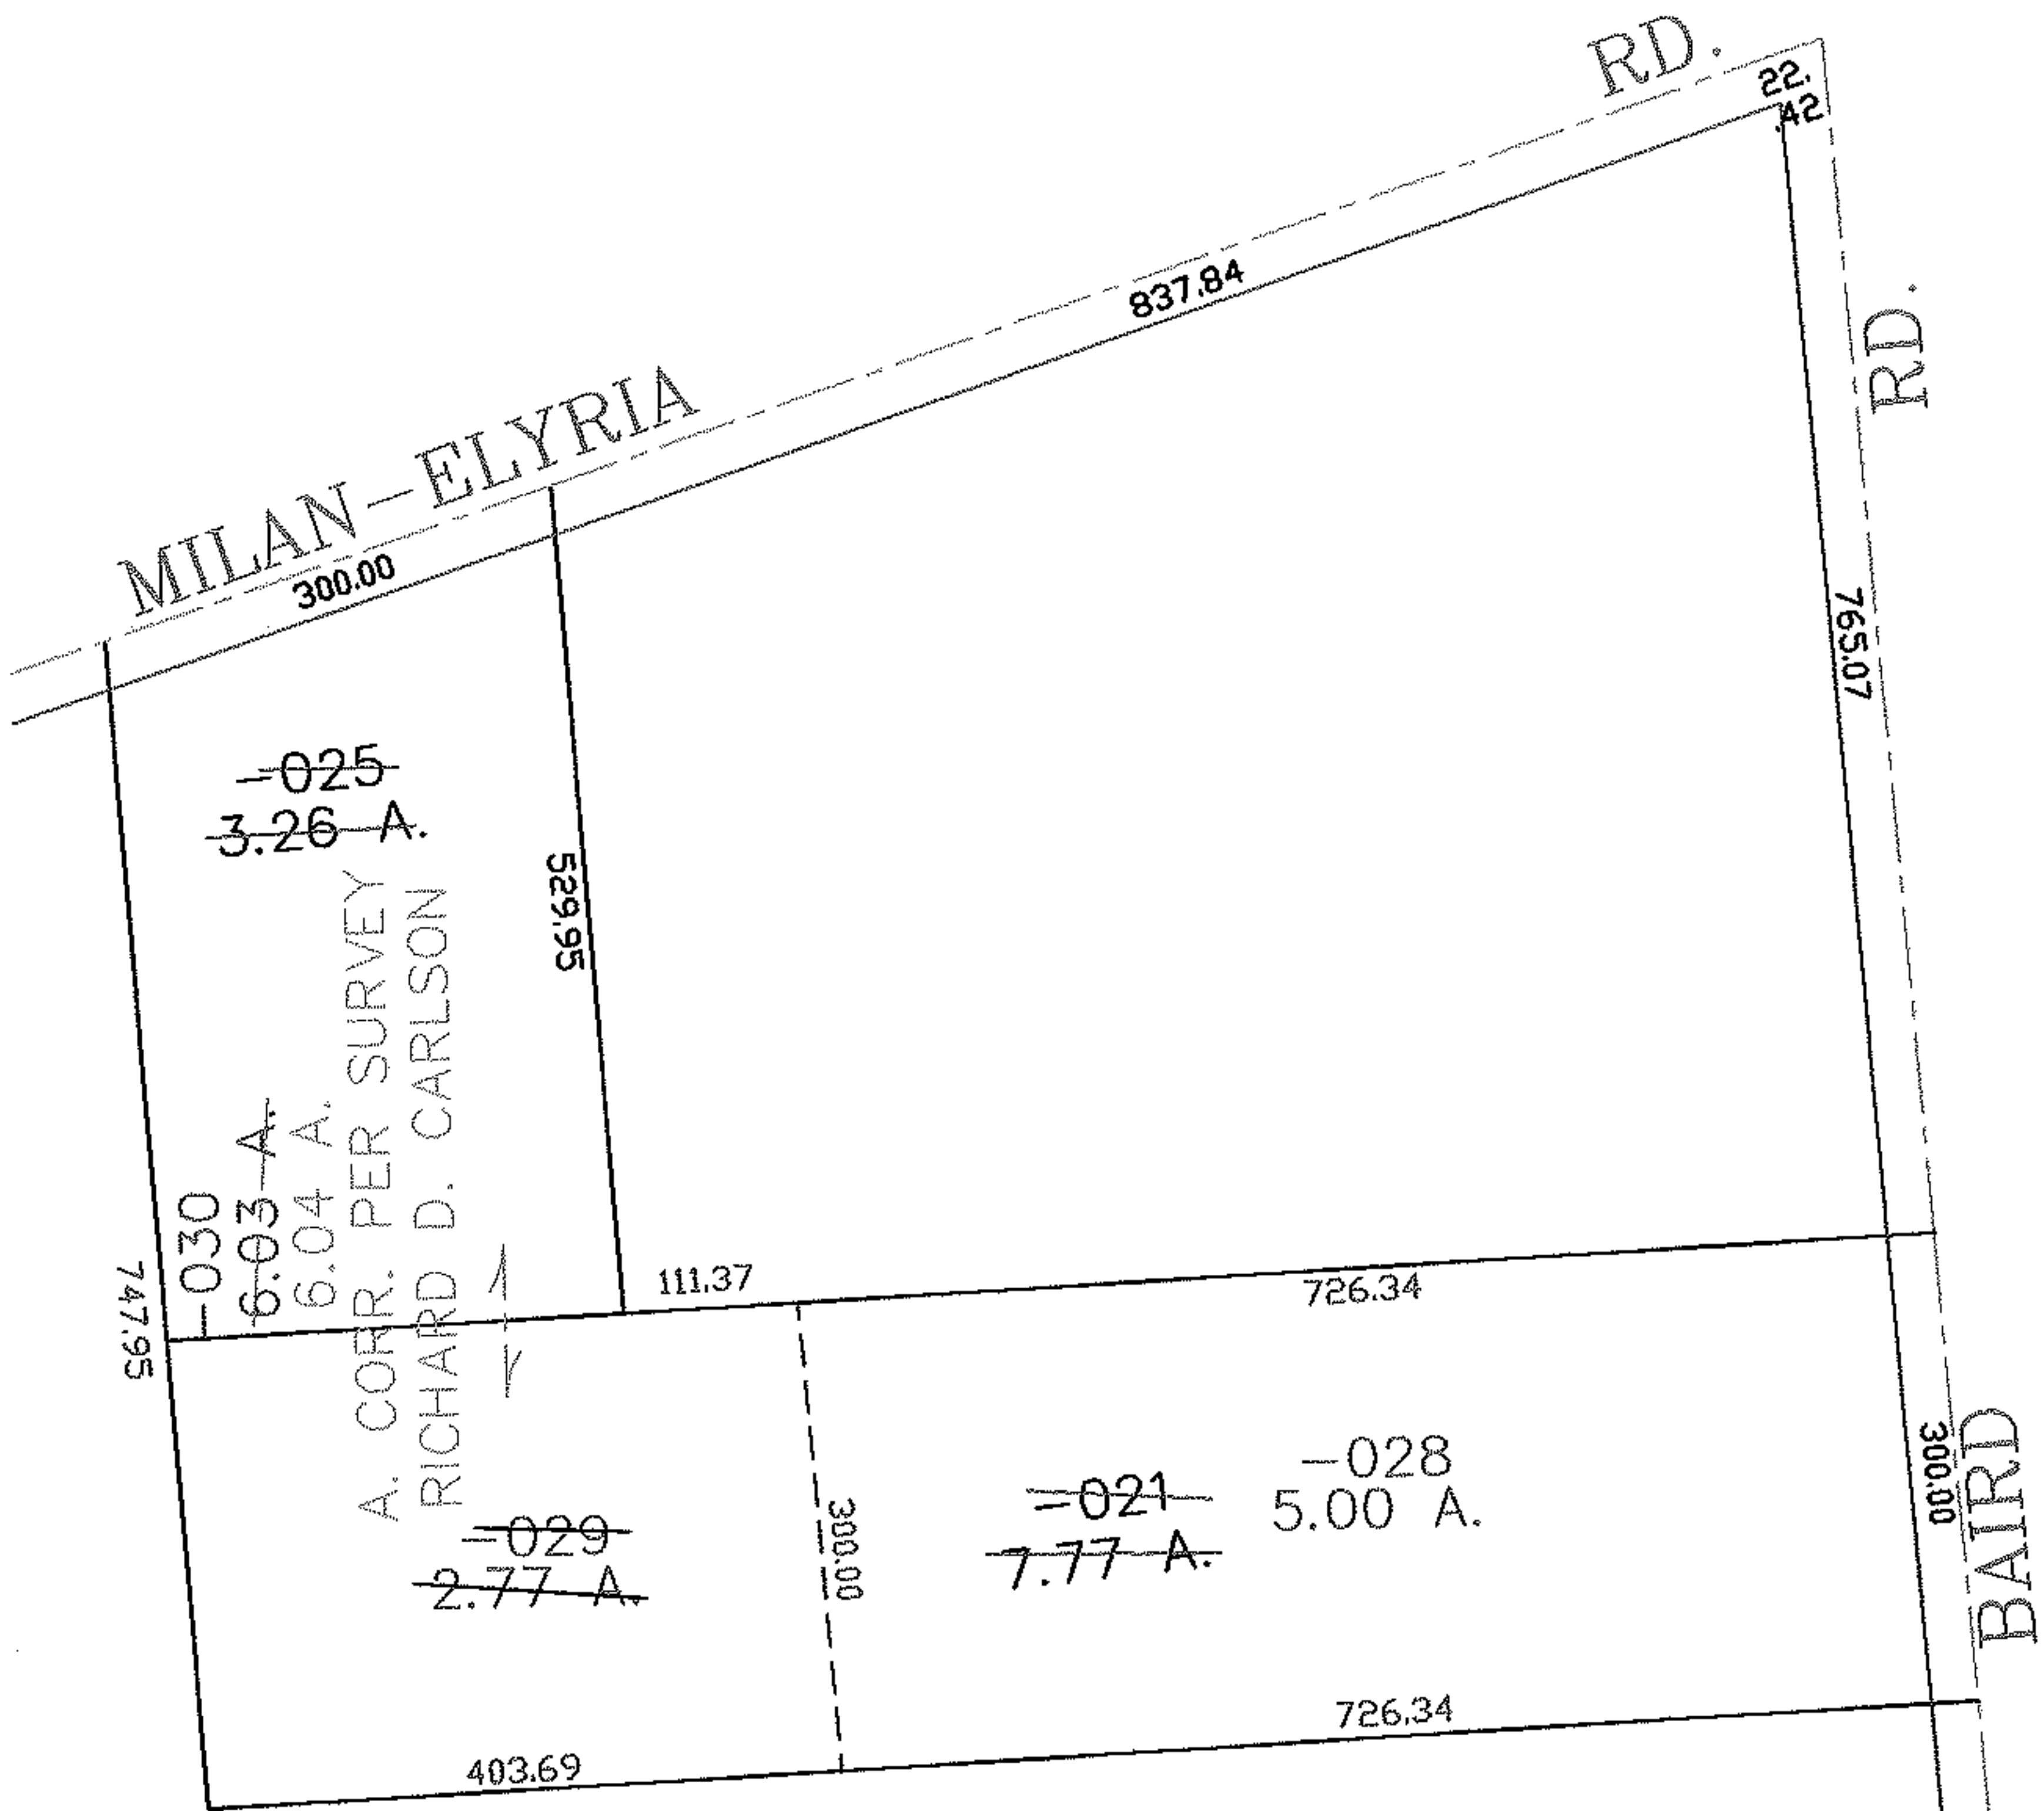 MILAN-ELYRIA RD.
22.
.42
837.84
300.00
RD.
765.07
-025
3.26 A.
529.95
-030
6.03 A.
6.04 A.
A. CORR. PER SURVEY
RICHARD D. CARLSON
747.95
111.37
726.34
-029
2.77 A.
300.00
-021
7.77 A.
-028
5.00 A.
300.00
BAIRD
403.69
726.34